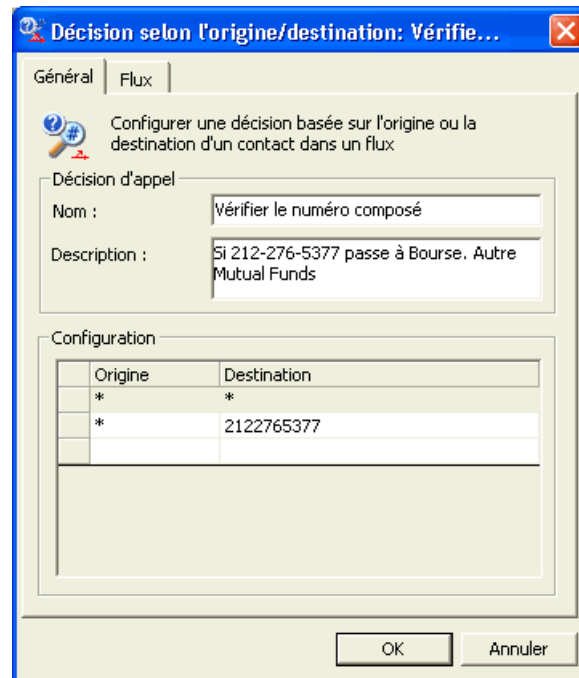 Décision selon l'origine/destination: Vérifie...
Général
Flux
Configurer une décision basée sur l'origine ou la
destination d'un contact dans un flux
Décision d'appel
Nom :
Vérifier le numéro composé
Description :
Si 212-276-5377 passe à Bourse. Autre
Mutual Funds
Configuration
Origine Destination
* *
* 2122765377
OK Annuler